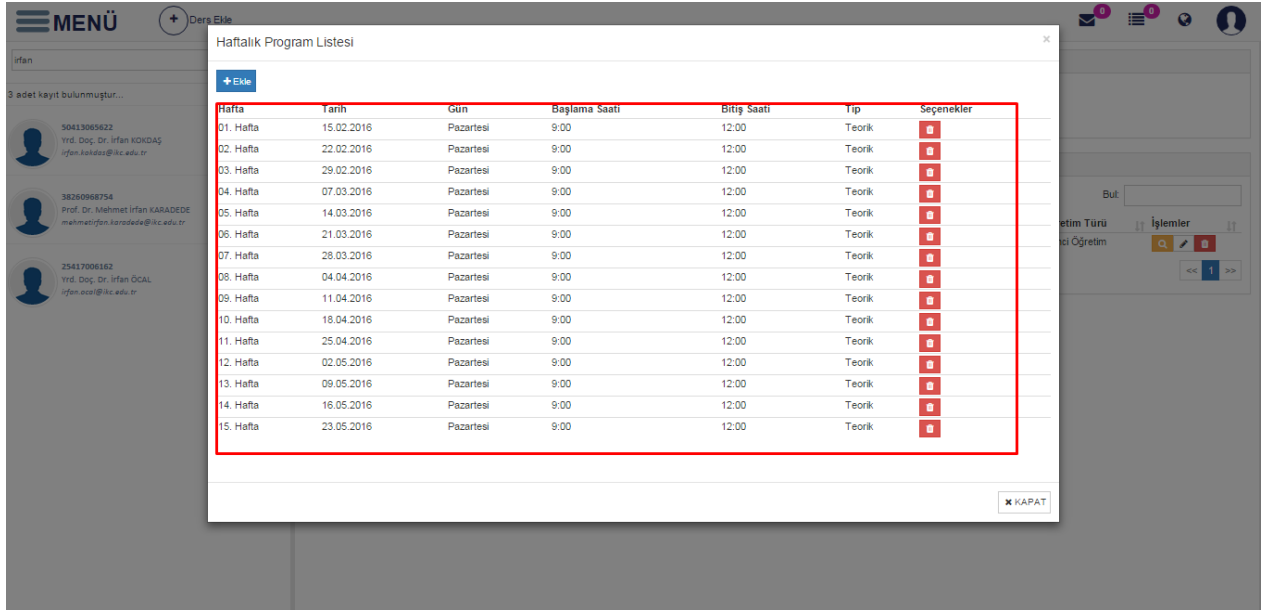 MENÜ
+ Ders Ekle
0
0
irfan
3 adet kayıt bulunmuştur...
50413065622
Yrd. Doç. Dr. İrfan KOKDAŞ
irfan.kokdas@ikc.edu.tr
38260968754
Prof. Dr. Mehmet İrfan KARADEDE
mehmetirfan.karadede@ikc.edu.tr
25417006162
Yrd. Doç. Dr. İrfan ÖCAL
irfan.ocal@ikc.edu.tr
Haftalık Program Listesi ×
+ Ekle
Hafta Tarih Gün Başlama Saati Bitiş Saati Tip Seçenekler
01. Hafta 15.02.2016 Pazartesi 9:00 12:00 Teorik
02. Hafta 22.02.2016 Pazartesi 9:00 12:00 Teorik
03. Hafta 29.02.2016 Pazartesi 9:00 12:00 Teorik
04. Hafta 07.03.2016 Pazartesi 9:00 12:00 Teorik
05. Hafta 14.03.2016 Pazartesi 9:00 12:00 Teorik
06. Hafta 21.03.2016 Pazartesi 9:00 12:00 Teorik
07. Hafta 28.03.2016 Pazartesi 9:00 12:00 Teorik
08. Hafta 04.04.2016 Pazartesi 9:00 12:00 Teorik
09. Hafta 11.04.2016 Pazartesi 9:00 12:00 Teorik
10. Hafta 18.04.2016 Pazartesi 9:00 12:00 Teorik
11. Hafta 25.04.2016 Pazartesi 9:00 12:00 Teorik
12. Hafta 02.05.2016 Pazartesi 9:00 12:00 Teorik
13. Hafta 09.05.2016 Pazartesi 9:00 12:00 Teorik
14. Hafta 16.05.2016 Pazartesi 9:00 12:00 Teorik
15. Hafta 23.05.2016 Pazartesi 9:00 12:00 Teorik
× KAPAT
Bul:
etim Türü İşlemler
nci Öğretim
<< 1 >>